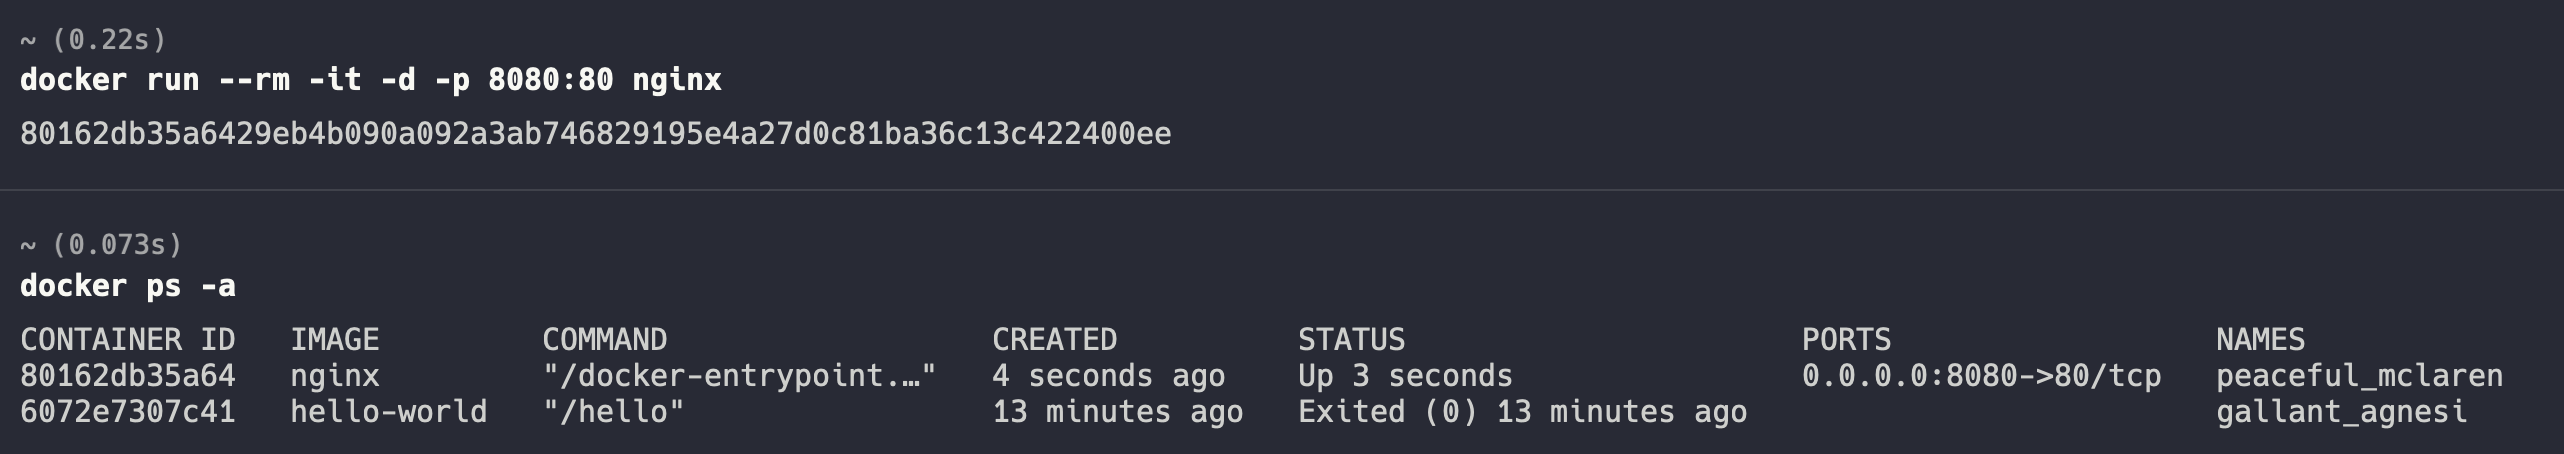 ~ (0.22s)
docker run --rm -it -d -p 8080:80 nginx
80162db35a6429eb4b090a092a3ab746829195e4a27d0c81ba36c13c422400ee
~ (0.073s)
docker ps -a
CONTAINER ID   IMAGE         COMMAND                  CREATED          STATUS                      PORTS                  NAMES
80162db35a64   nginx         "/docker-entrypoint.…"   4 seconds ago    Up 3 seconds                0.0.0.0:8080->80/tcp   peaceful_mclaren
6072e7307c41   hello-world   "/hello"                 13 minutes ago   Exited (0) 13 minutes ago                          gallant_agnesi